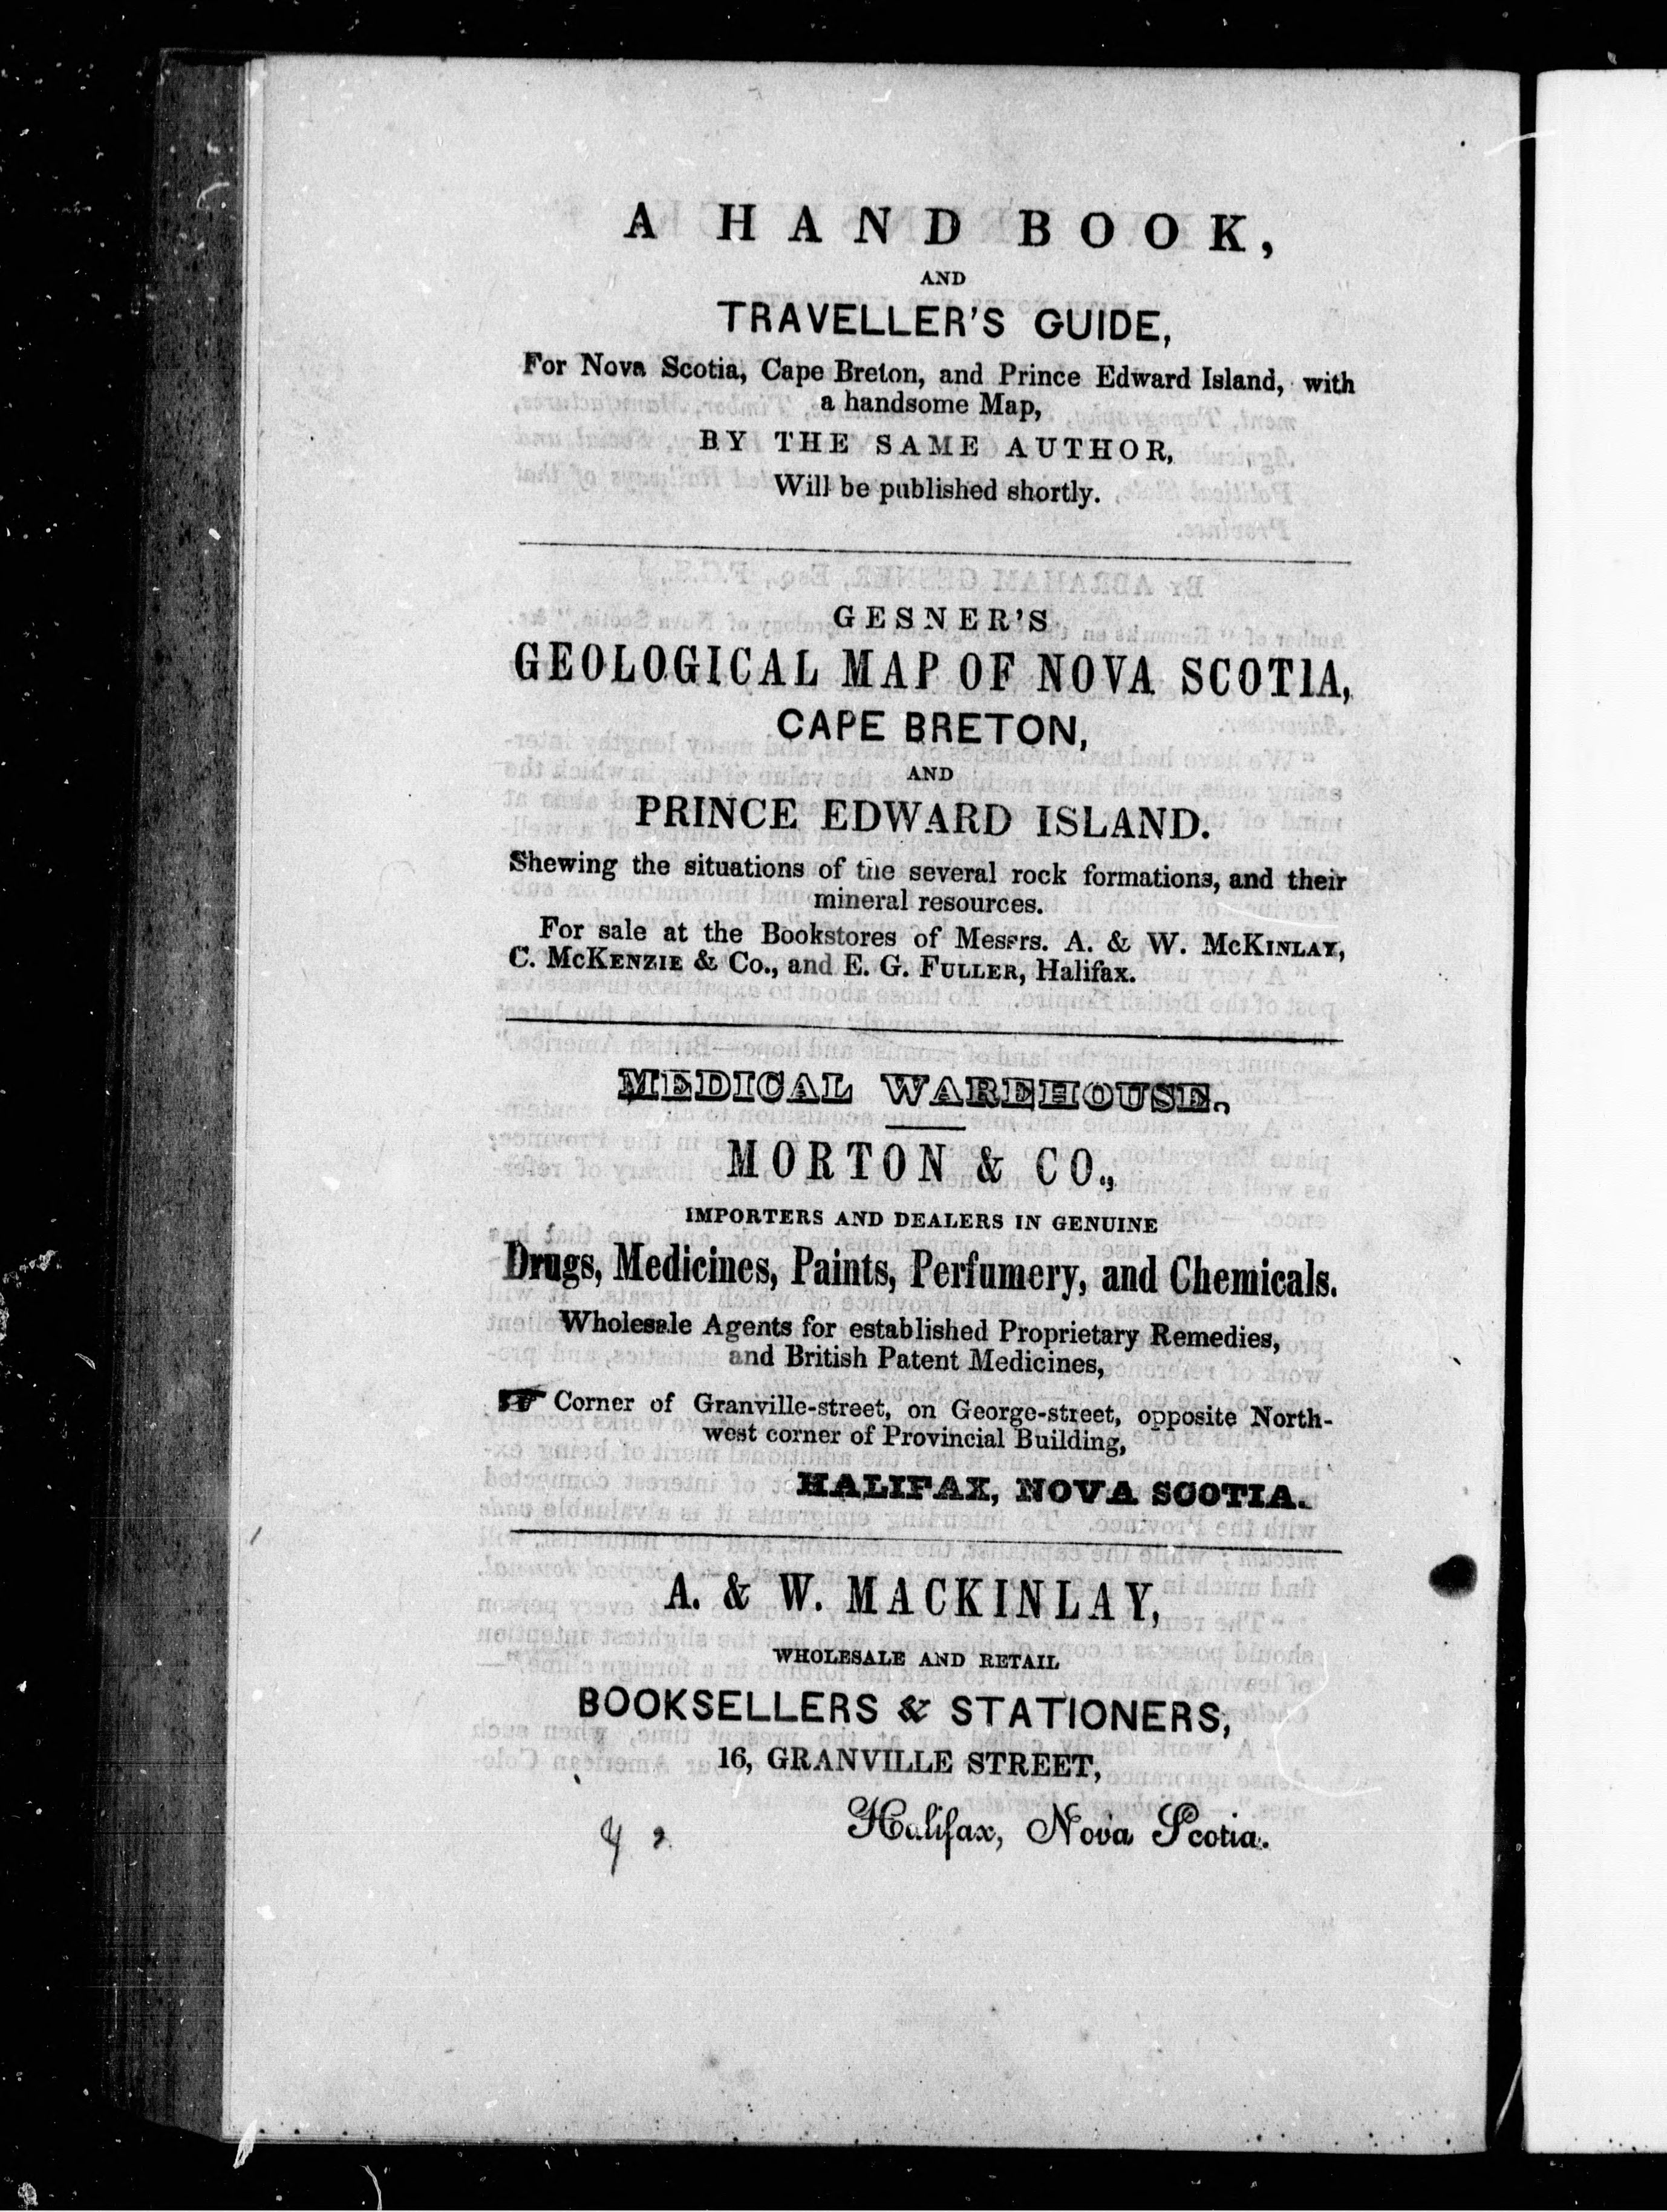 A HAND BOOK,
AND
TRAVELLER'S GUIDE,
For Nova Scotia, Cape Breton, and Prince Edward Island, with
a handsome Map,
BY THE SAME AUTHOR,
Will be published shortly.
GESNER'S
GEOLOGICAL MAP OF NOVA SCOTIA,
CAPE BRETON,
AND
PRINCE EDWARD ISLAND.
Shewing the situations of the several rock formations, and their
mineral resources.
For sale at the Bookstores of Messrs. A. & W. McKINLAY,
C. McKENZIE & Co., and E. G. FULLER, Halifax.
MEDICAL WAREHOUSE.
MORTON & CO.,
IMPORTERS AND DEALERS IN GENUINE
Drugs, Medicines, Paints, Perfumery, and Chemicals.
Wholesale Agents for established Proprietary Remedies,
and British Patent Medicines,
☞ Corner of Granville-street, on George-street, opposite North-
west corner of Provincial Building,
HALIFAX, NOVA SCOTIA.
A. & W. MACKINLAY,
WHOLESALE AND RETAIL
BOOKSELLERS & STATIONERS,
16, GRANVILLE STREET,
Halifax, Nova Scotia.